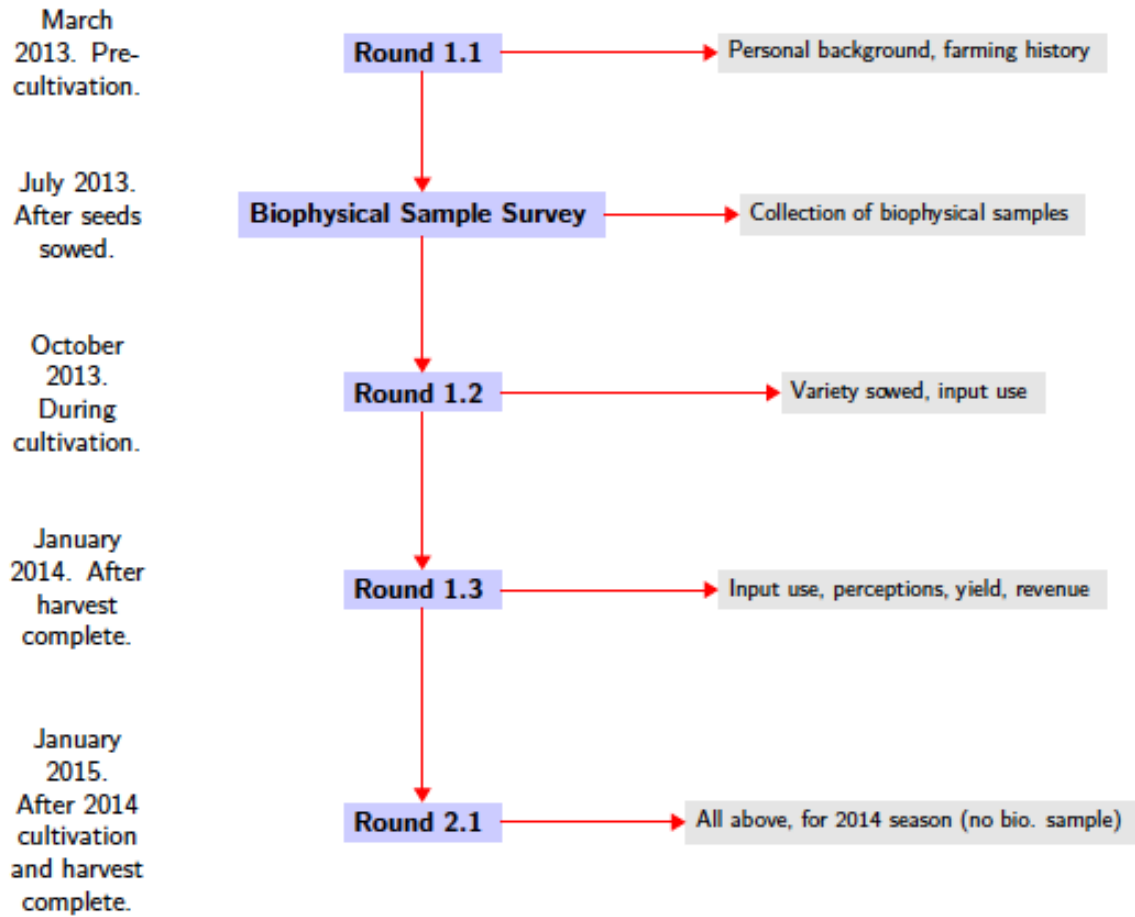 March
2013. Pre-
cultivation.
Round 1.1
Personal background, farming history
July 2013.
After seeds
sowed.
Biophysical Sample Survey
Collection of biophysical samples
October
2013.
During
cultivation.
Round 1.2
Variety sowed, input use
January
2014. After
harvest
complete.
Round 1.3
Input use, perceptions, yield, revenue
January
2015.
After 2014
cultivation
and harvest
complete.
Round 2.1
All above, for 2014 season (no bio. sample)